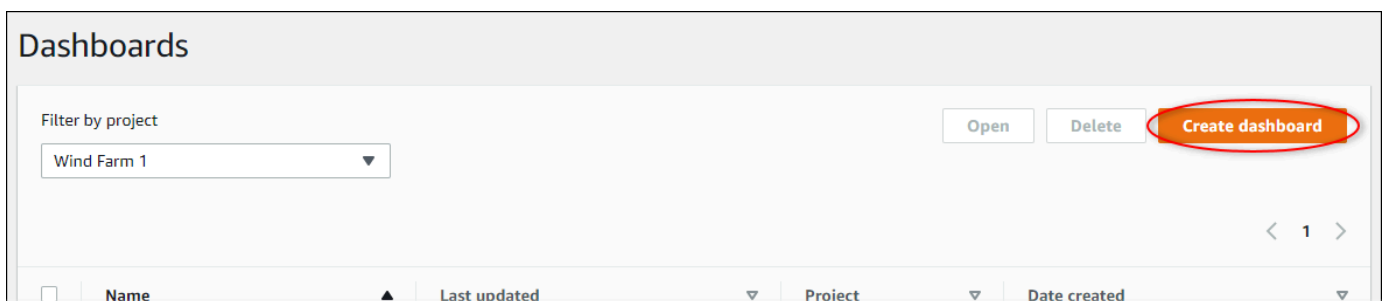 Dashboards
Filter by project
Open Delete Create dashboard
Wind Farm 1
1
Name Last updated Project Date created